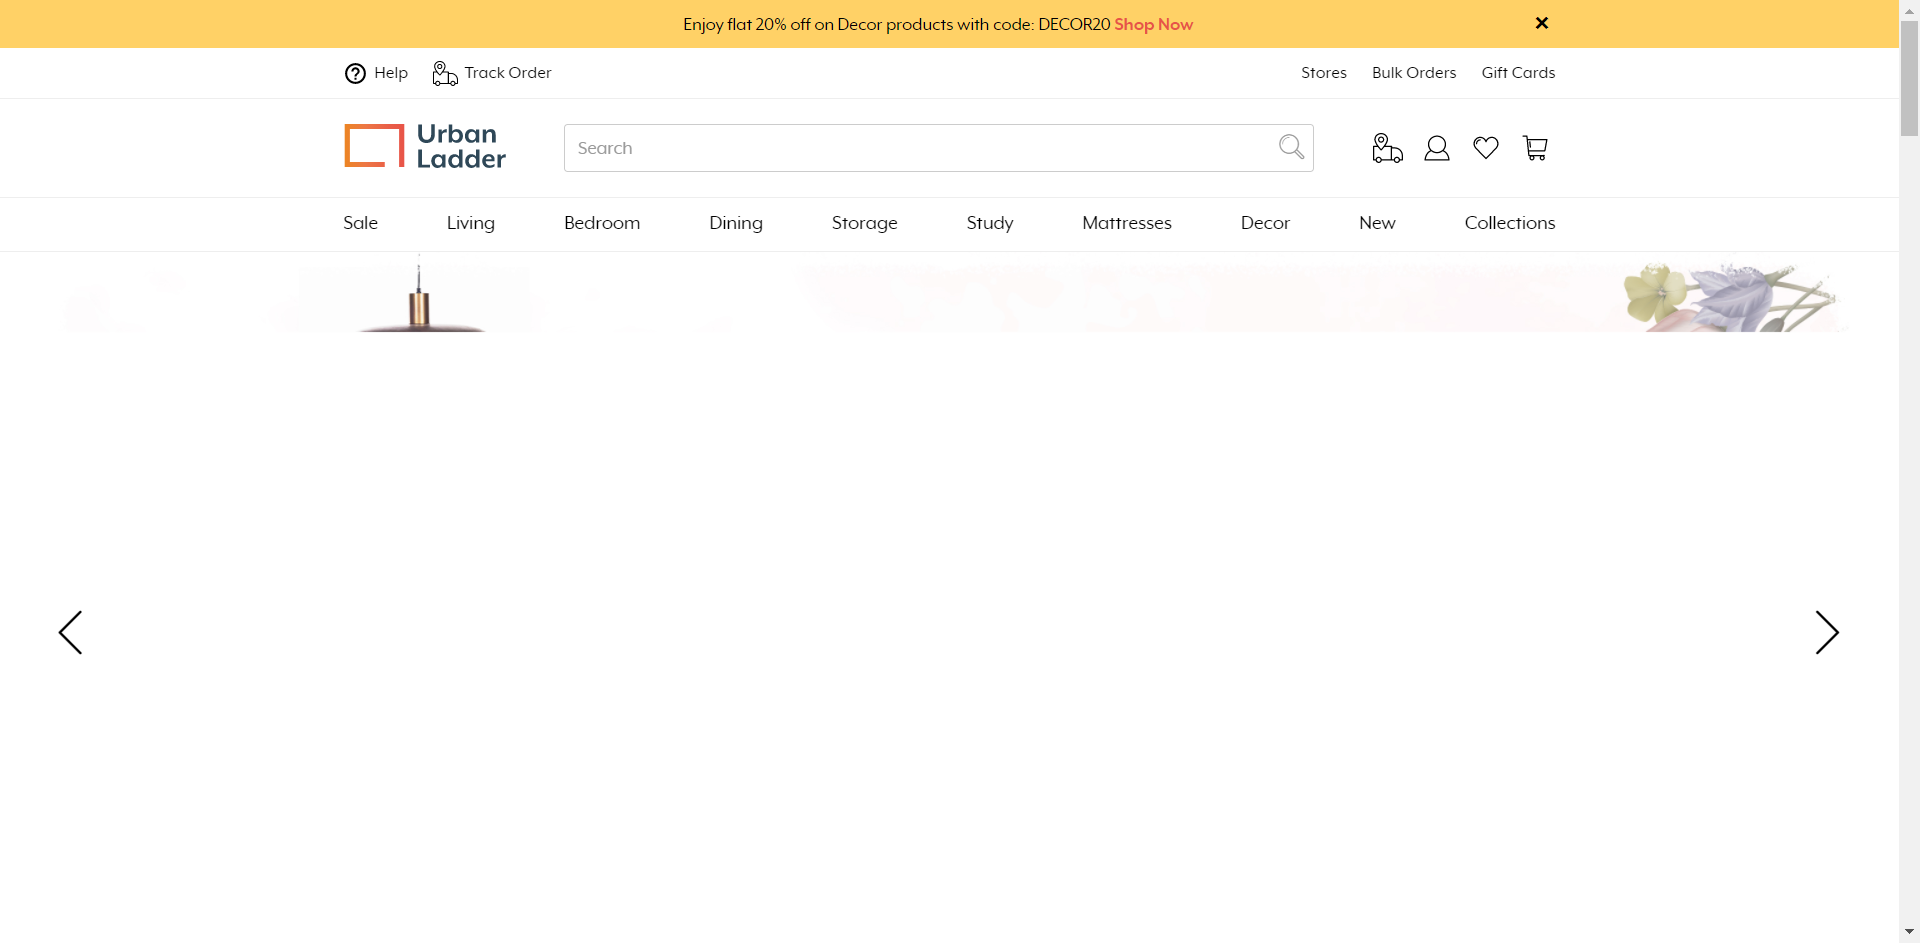 Enjoy flat 20% off on Decor products with code: DECOR20 Shop Now
Help Track Order Stores Bulk Orders Gift Cards
Urban
Ladder
Search
Sale Living Bedroom Dining Storage Study Mattresses Decor New Collections